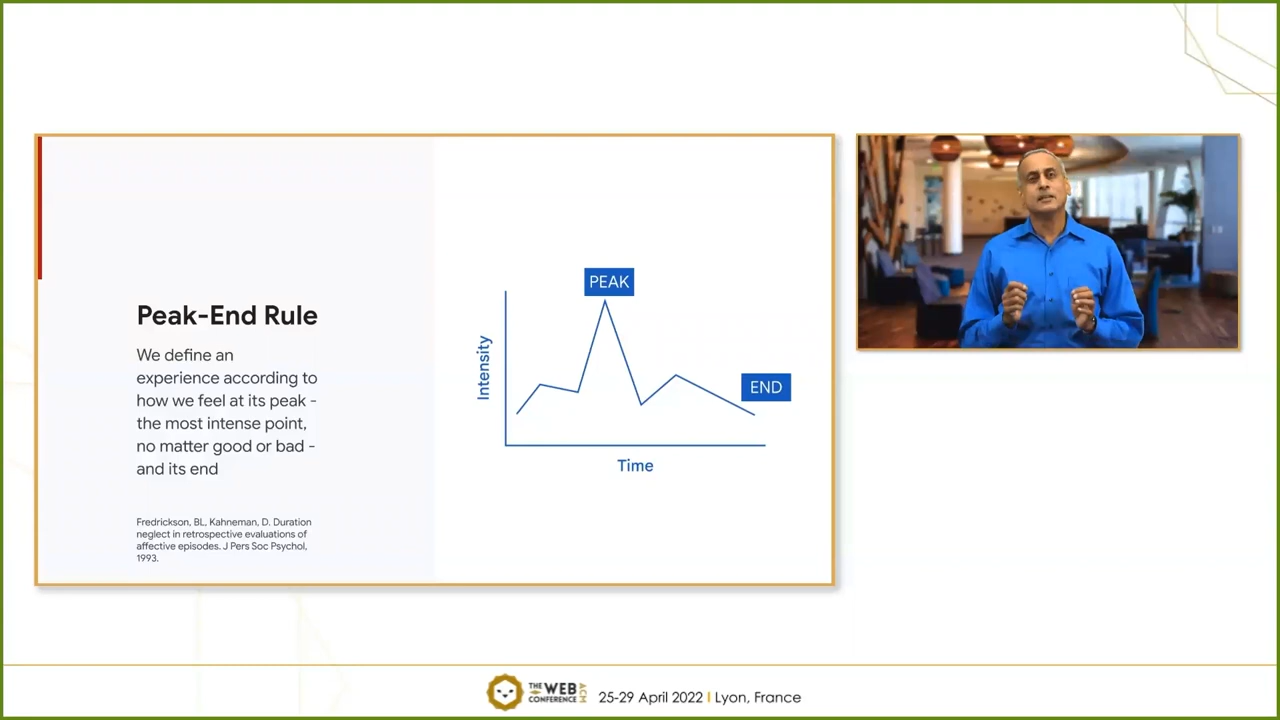 Peak-End Rule
We define an
experience according to
how we feel at its peak -
the most intense point,
no matter good or bad -
and its end
Fredrickson, BL, Kahneman, D. Duration
neglect in retrospective evaluations of
affective episodes. J Pers Soc Psychol,
1993.
PEAK
Intensity
END
Time
THE WEB
CONFERENCE
ACM
25-29 April 2022 I Lyon, France